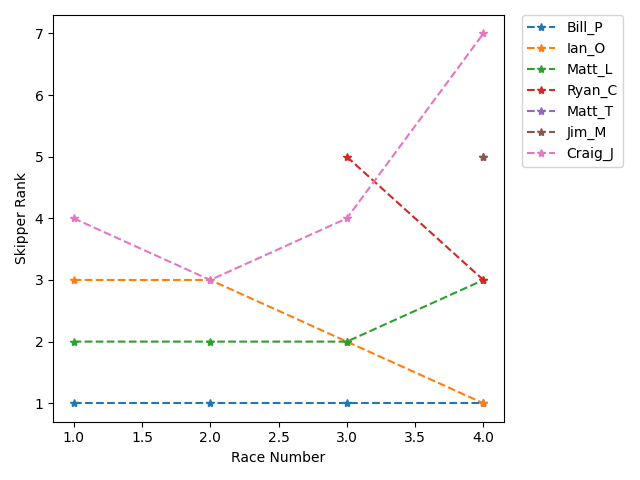 7
6
5
4
3
2
1
Skipper Rank
1.0 1.5 2.0 2.5 3.0 3.5 4.0
Race Number
Bill_P
Ian_O
Matt_L
Ryan_C
Matt_T
Jim_M
Craig_J